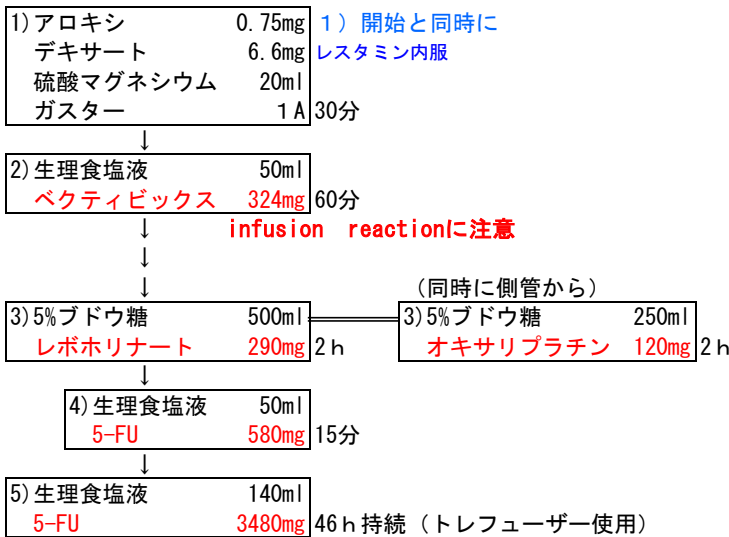 1)アロキシ 0.75mg 1)開始と同時に
デキサート 6.6mg レスタミン内服
硫酸マグネシウム 20ml
ガスター 1A 30分
↓
2)生理食塩液 50ml
ベクティビックス 324mg 60分
↓ infusion reactionに注意
↓
↓ (同時に側管から)
3)5%ブドウ糖 500ml 3)5%ブドウ糖 250ml
レボホリナート 290mg 2h オキサリプラチン 120mg 2h
↓
4)生理食塩液 50ml
5-FU 580mg 15分
↓
5)生理食塩液 140ml
5-FU 3480mg 46h持続(トレフューザー使用)